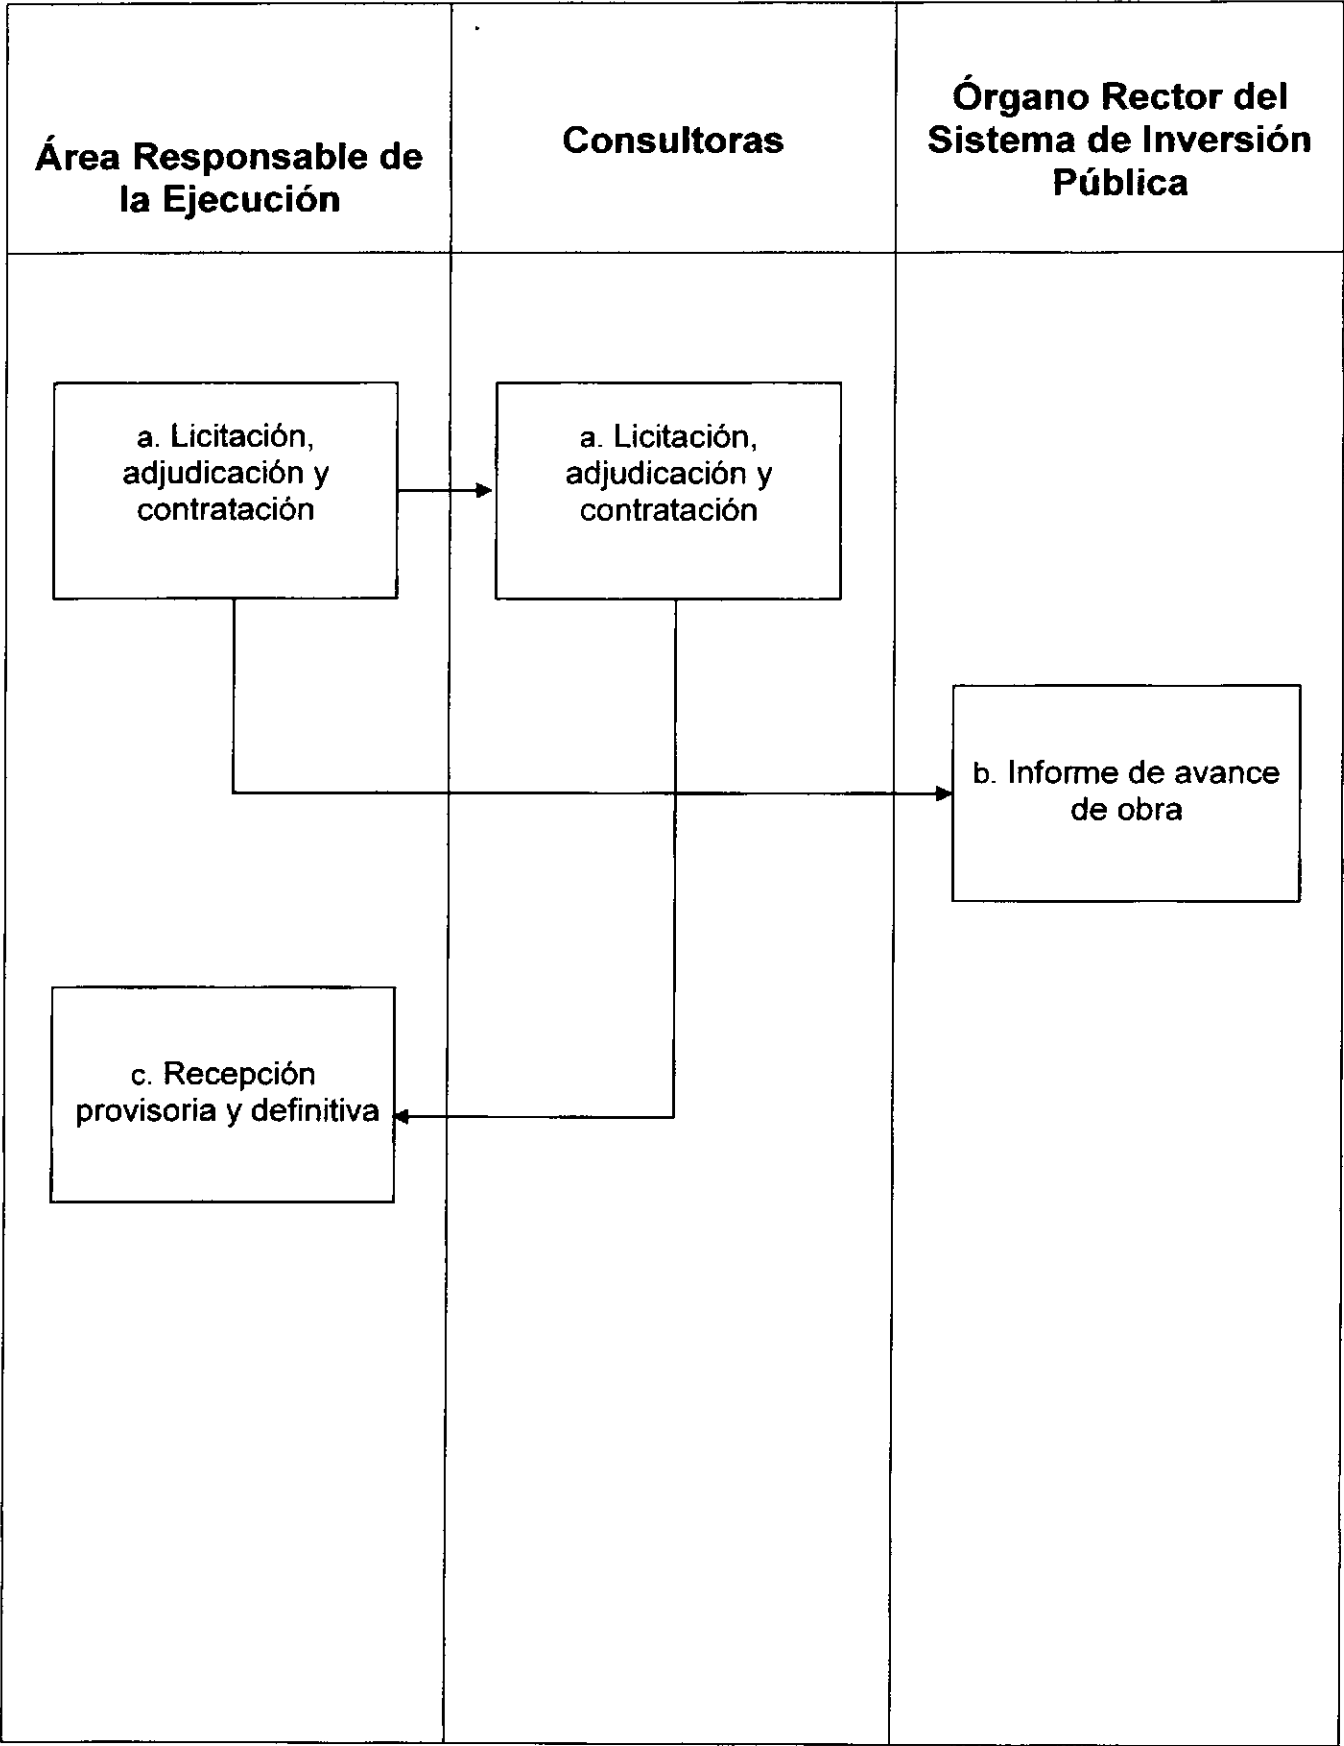 Área Responsable de
la Ejecución
Consultoras
Órgano Rector del
Sistema de Inversión
Pública
a. Licitación,
adjudicación y
contratación
a. Licitación,
adjudicación y
contratación
b. Informe de avance
de obra
c. Recepción
provisoria y definitiva